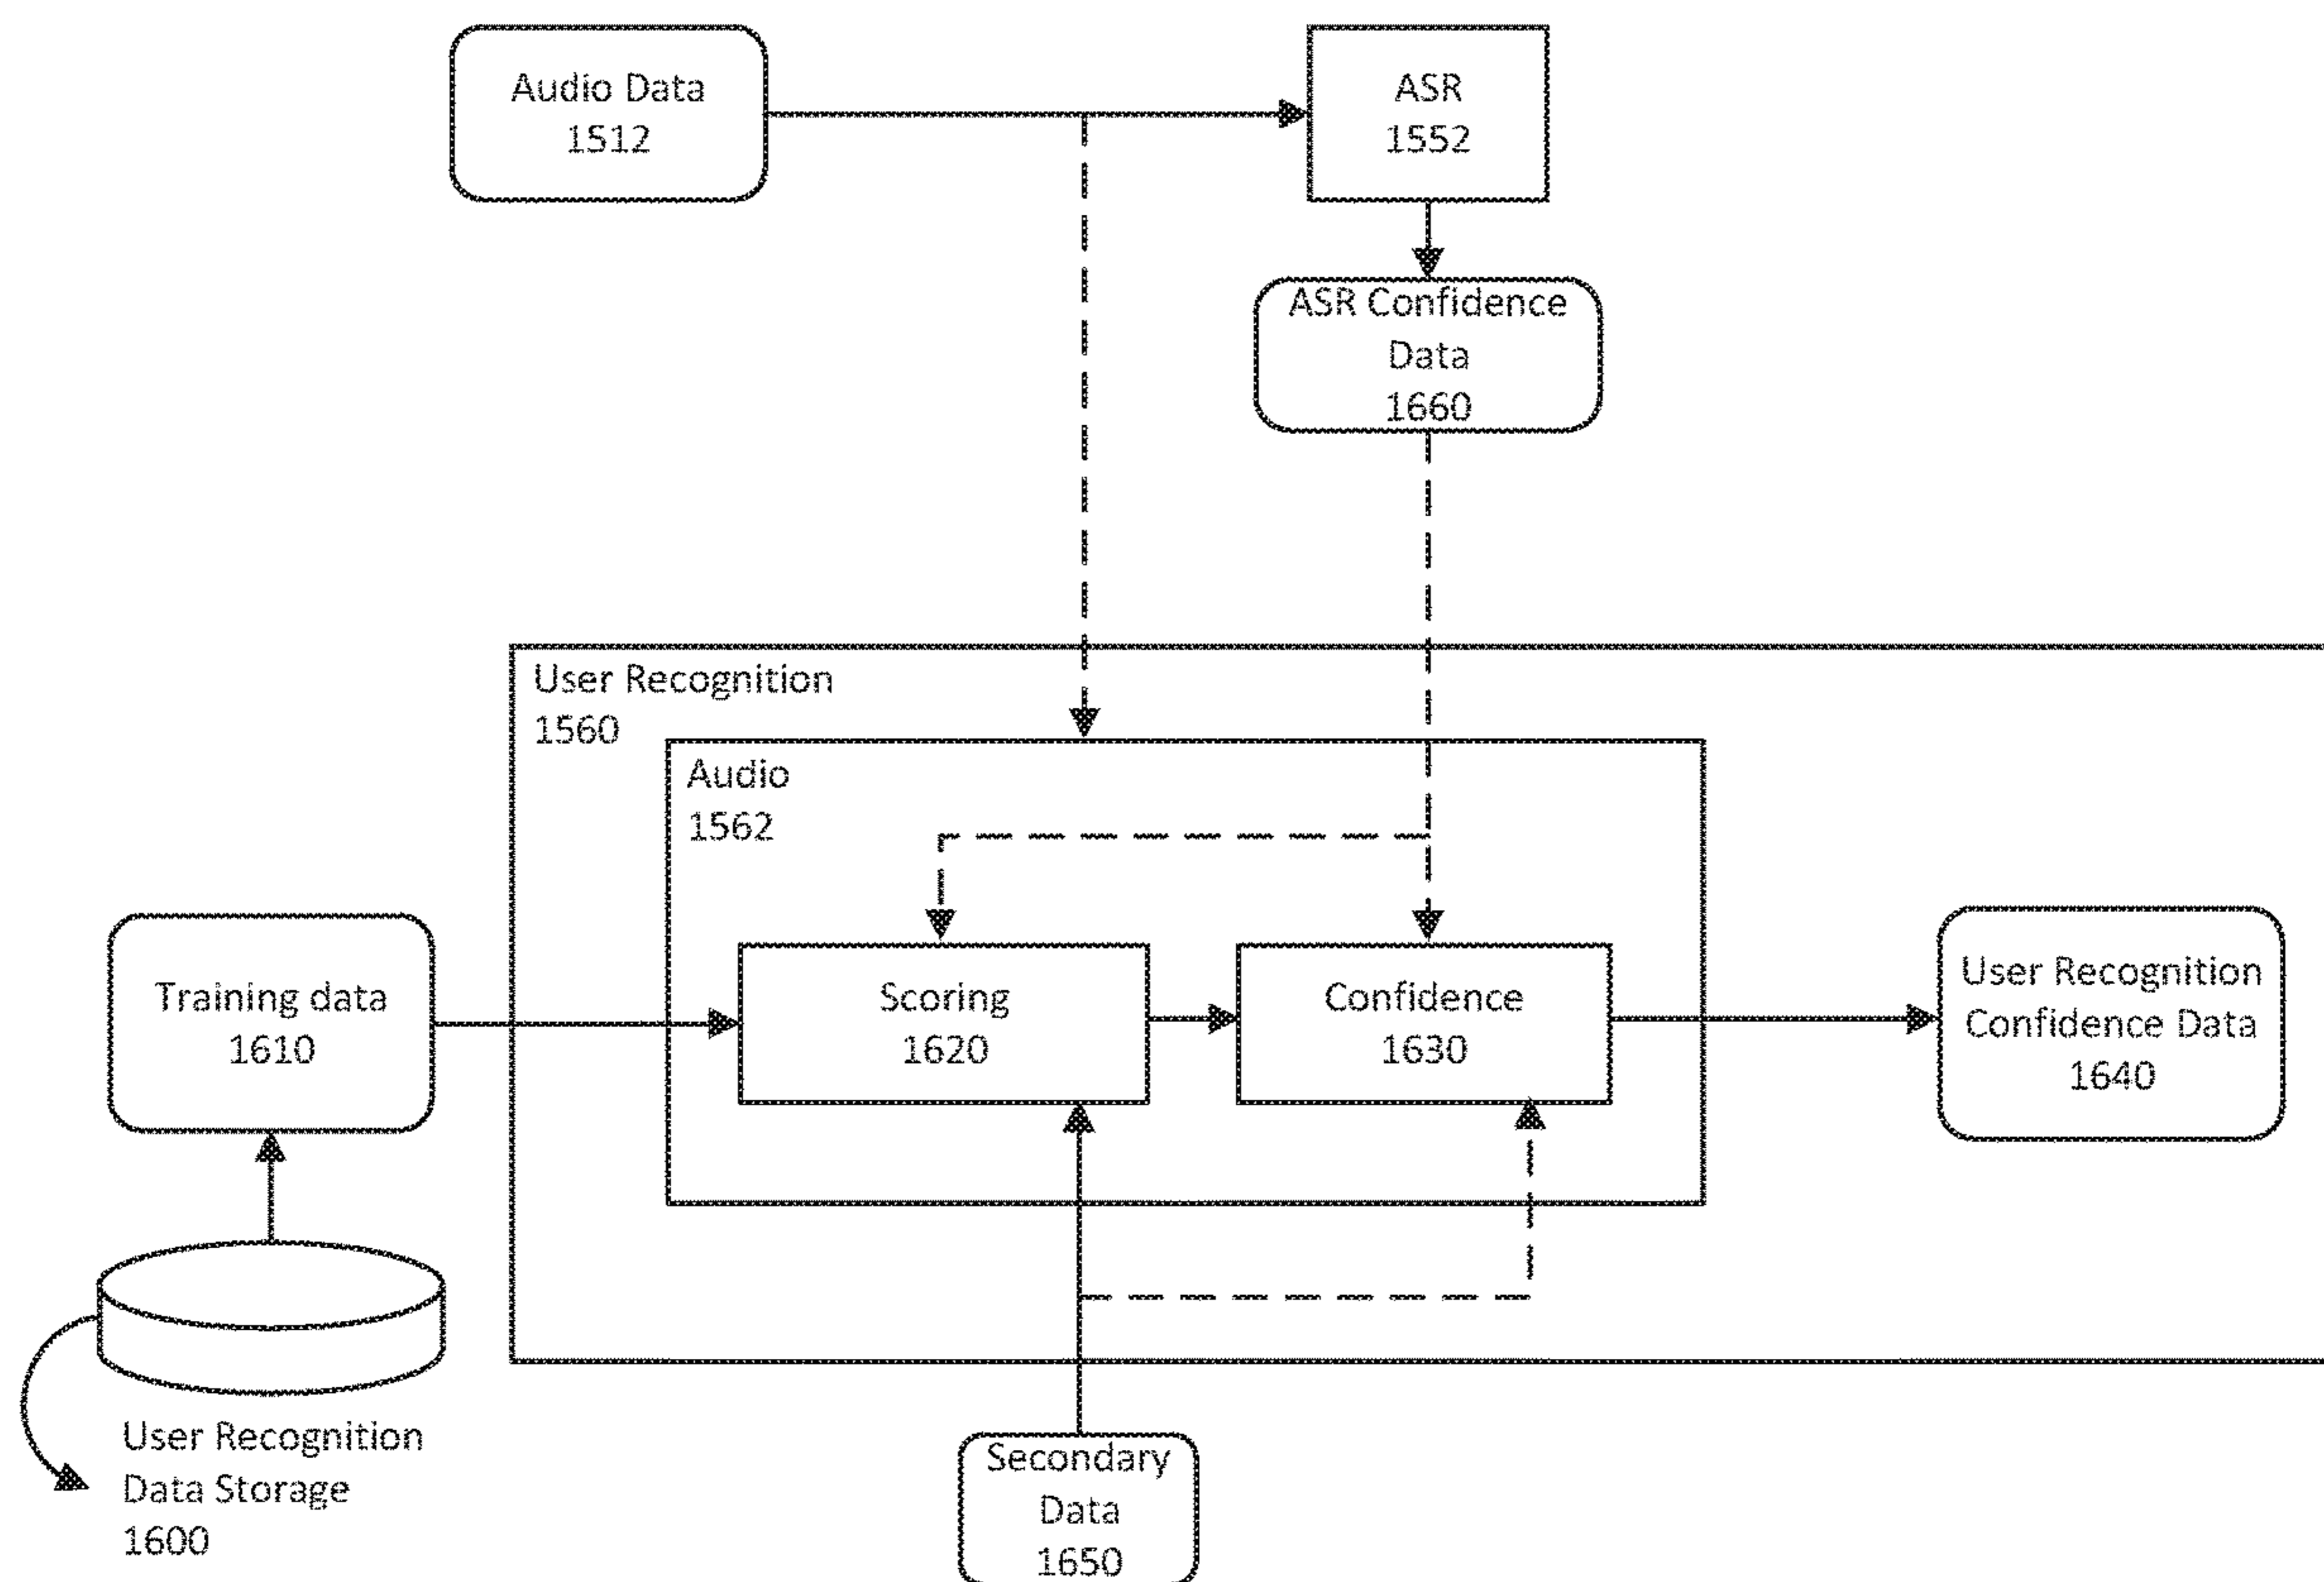 Audio Data
1512
ASR
1552
ASR Confidence
Data
1660
User Recognition
1560
Audio
1562
Training data
1610
Scoring
1620
Confidence
1630
User Recognition
Confidence Data
1640
User Recognition
Data Storage
1600
Secondary
Data
1650